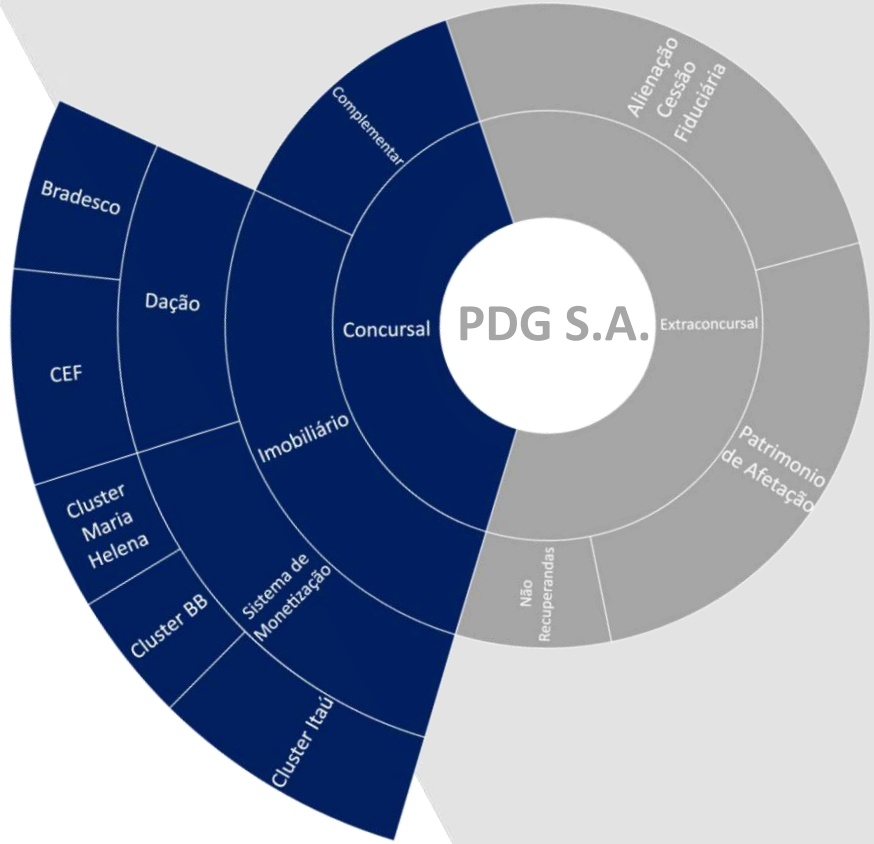 PDG S.A.
Concursal
Extraconcursal
Complementar
Imobiliário
Dação
Sistema de
Monetização
Bradesco
CEF
Cluster
Maria
Helena
Cluster BB
Cluster Itaú
Alienação
Cessão
Fiduciária
Patrimonio
de Afetação
Não
Recuperandas